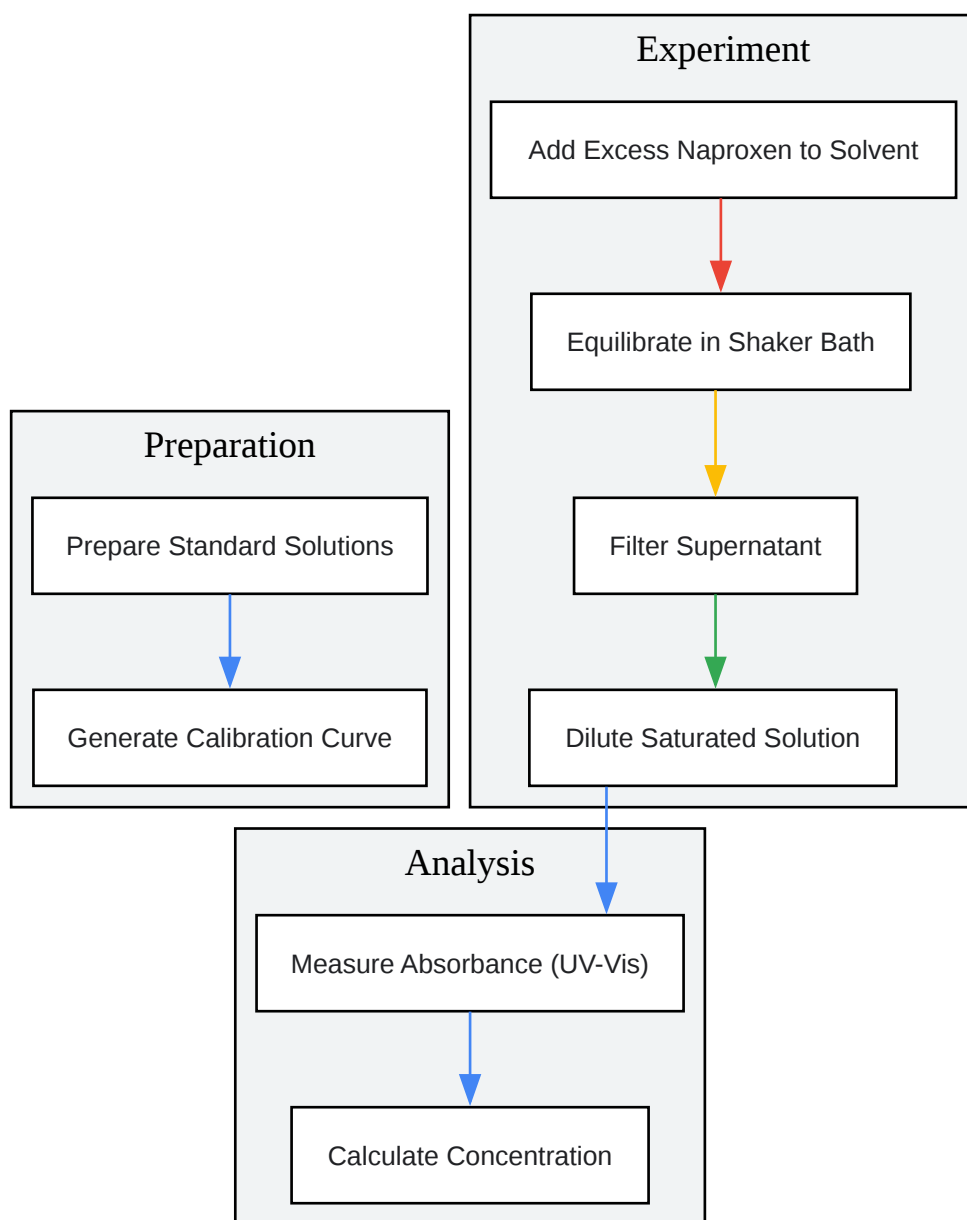 Experiment
Add Excess Naproxen to Solvent
Equilibrate in Shaker Bath
Filter Supernatant
Dilute Saturated Solution
Preparation
Prepare Standard Solutions
Generate Calibration Curve
Analysis
Measure Absorbance (UV-Vis)
Calculate Concentration